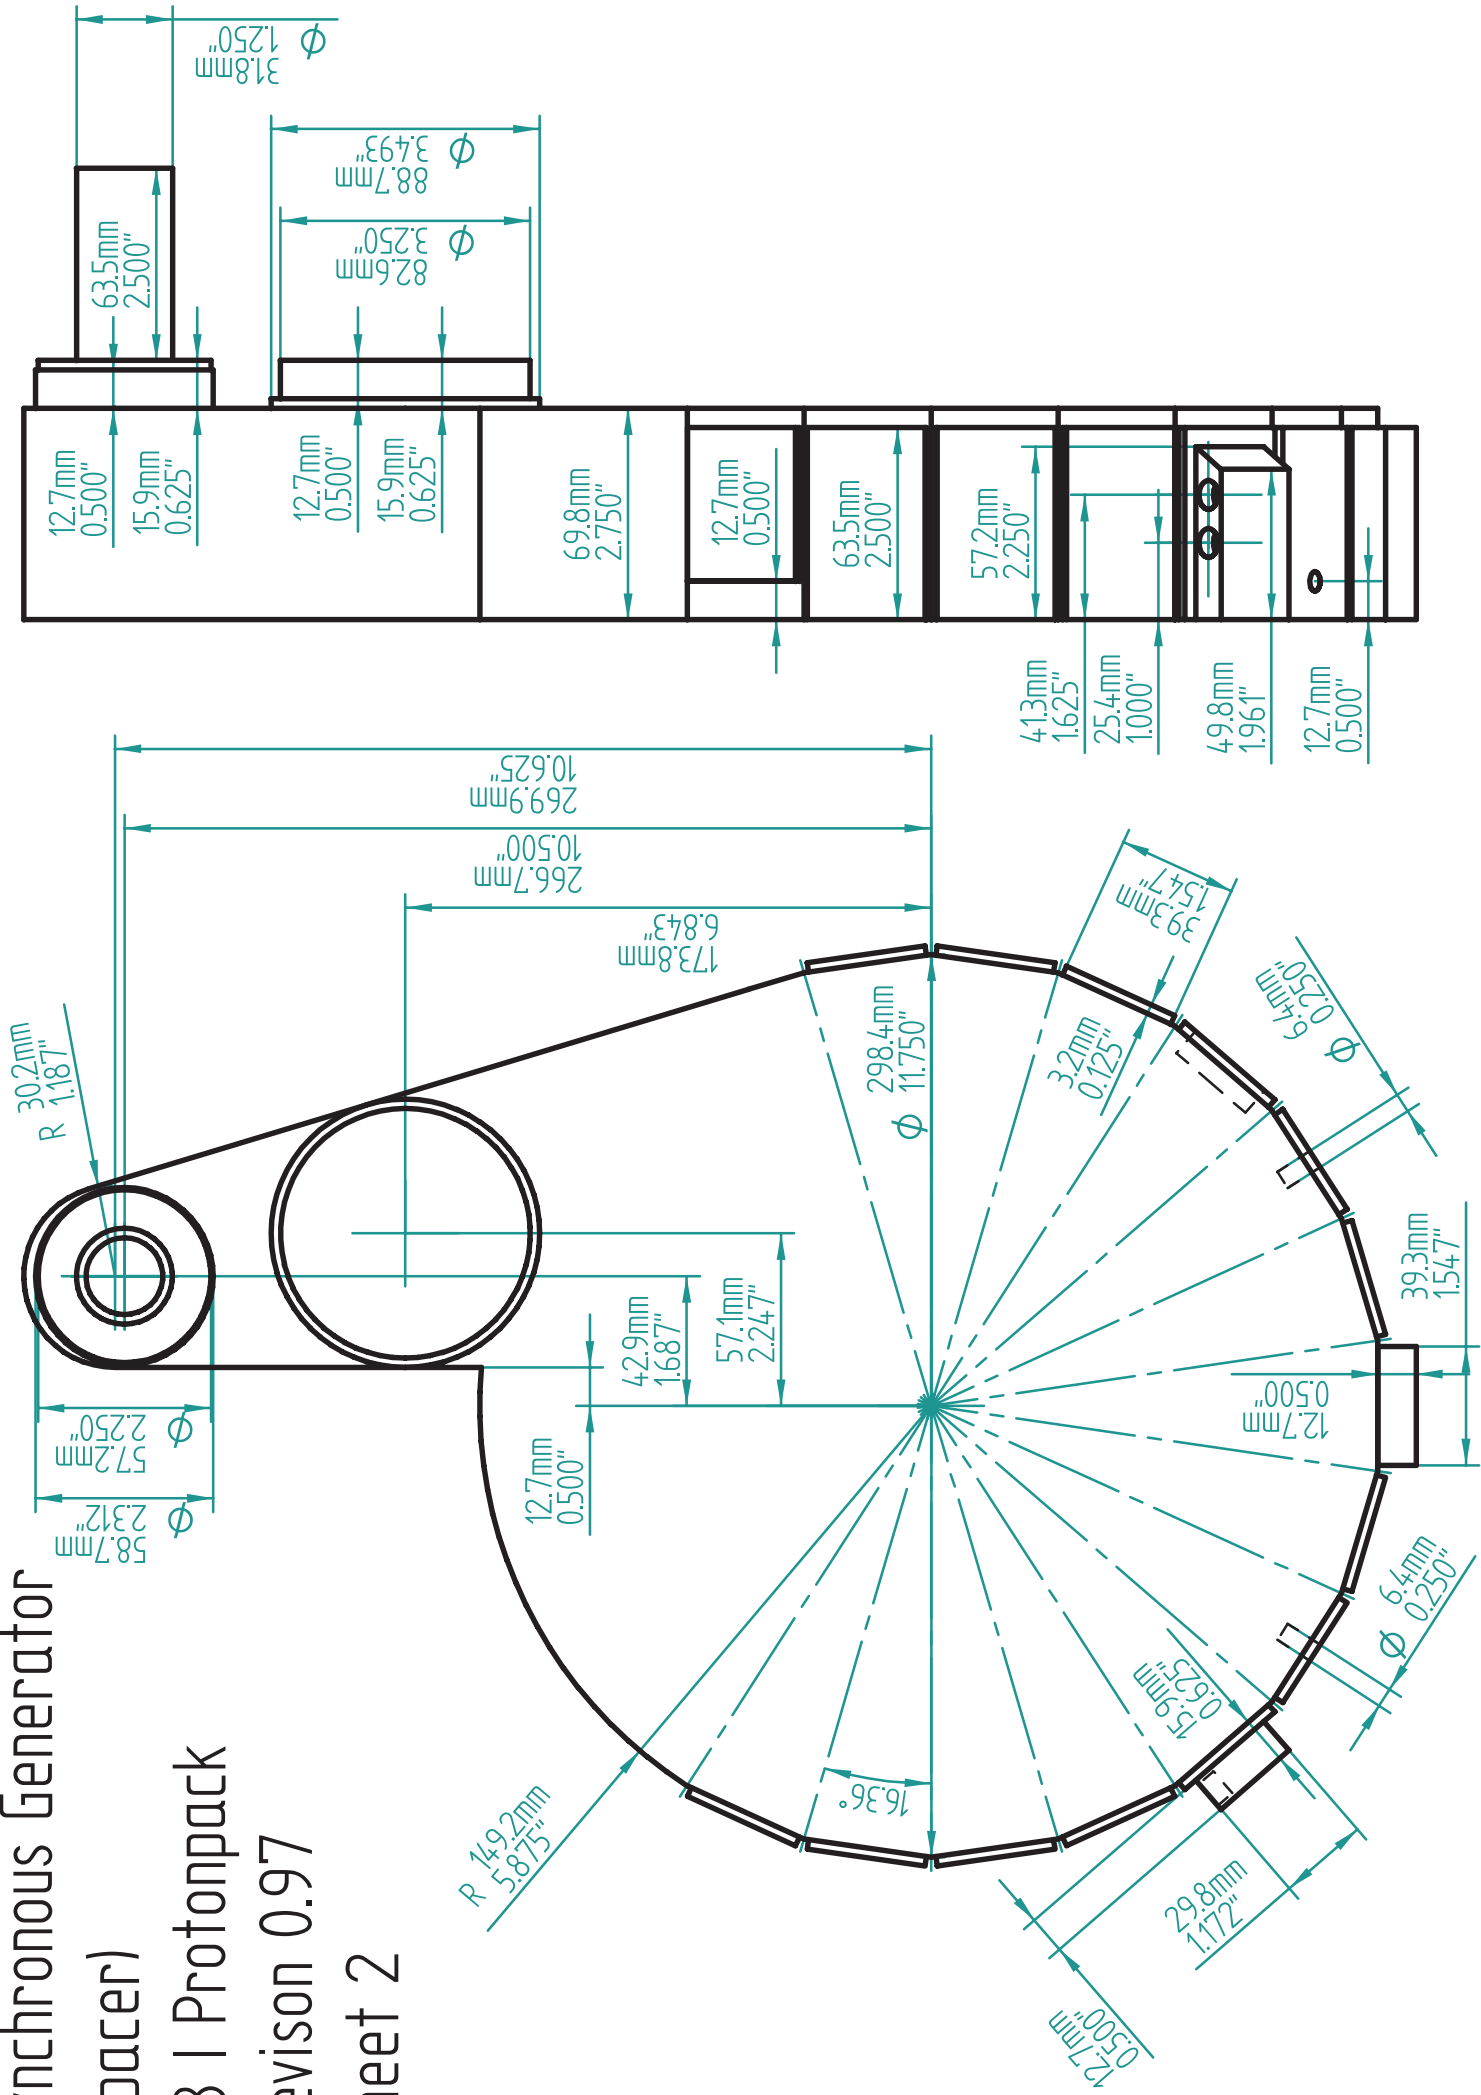 31.8mm
1.250"
Φ
63.5mm
2.500"
88.7mm
3.493"
Φ
82.6mm
3.250"
Φ
12.7mm
0.500"
15.9mm
0.625"
12.7mm
0.500"
15.9mm
0.625"
69.8mm
2.750"
12.7mm
0.500"
63.5mm
2.500"
57.2mm
2.250"
41.3mm
1.625"
25.4mm
1.000"
49.8mm
1.961"
12.7mm
0.500"
269.9mm
10.625"
266.7mm
10.500"
173.8mm
6.843"
R 30.2mm
1.187"
Φ 298.4mm
11.750"
39.3mm
1.547"
3.2mm
0.125"
6.4mm
0.250"
Φ
39.3mm
1.547"
12.7mm
0.500"
42.9mm
1.687"
57.1mm
2.247"
12.7mm
0.500"
57.2mm
2.250"
Φ
58.7mm
2.312"
Φ
Φ 6.4mm
0.250"
15.9mm
0.625"
16.36°
R 149.2mm
5.875"
29.8mm
1.172"
12.7mm
0.500"
nchronous Generator
pacer)
I Protonpack
evison 0.97
eet 2